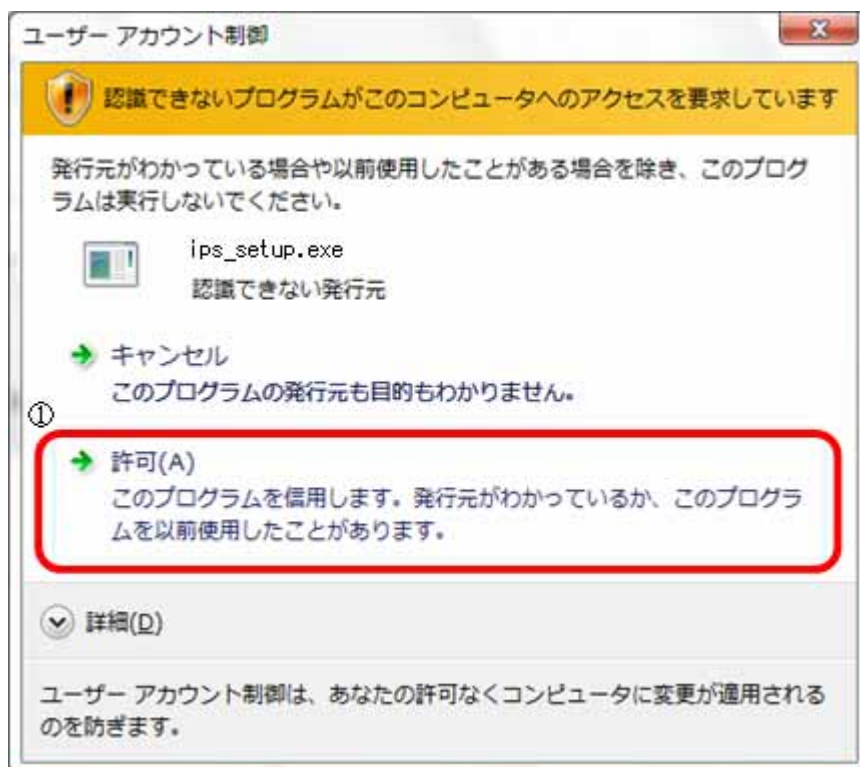 ユーザー アカウント制御
認識できないプログラムがこのコンピュータへのアクセスを要求しています
発行元がわかっている場合や以前使用したことがある場合を除き、このプログ
ラムは実行しないでください。
ips_setup.exe
認識できない発行元
キャンセル
このプログラムの発行元も目的もわかりません。
①
許可(A)
このプログラムを信用します。発行元がわかっているか、このプログラ
ムを以前使用したことがあります。
詳細(D)
ユーザー アカウント制御は、あなたの許可なくコンピュータに変更が適用される
のを防ぎます。